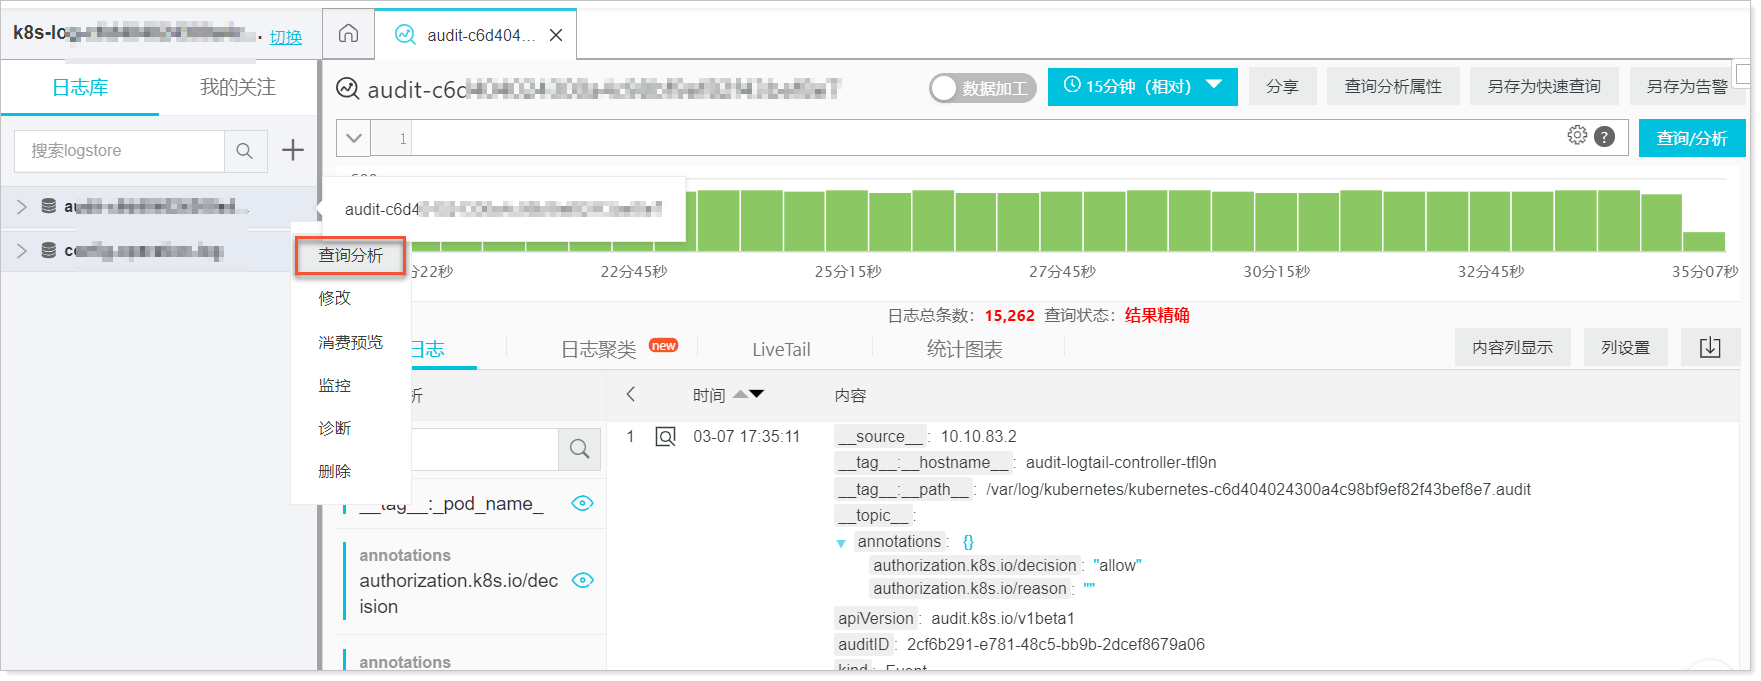 k8s-log-
切换
audit-c6d404...
日志库
我的关注
audit-c6d
数据加工
15分钟（相对）
分享
查询分析属性
另存为快速查询
另存为告警
搜索logstore
1
?
查询/分析
audit-c6d4
查询分析
修改
消费预览
监控
诊断
删除
22秒
22分45秒
25分15秒
27分45秒
30分15秒
32分45秒
35分07秒
日志总条数： 15,262 查询状态： 结果精确
日志
日志聚类 new
LiveTail
统计图表
内容列显示
列设置
析
时间
内容
1
03-07 17:35:11
__source__ : 10.10.83.2
__tag__:__hostname__ : audit-logtail-controller-tfl9n
__tag__:__path__ : /var/log/kubernetes/kubernetes-c6d404024300a4c98bf9ef82f43bef8e7.audit
__topic__ :
annotations : {}
authorization.k8s.io/decision : "allow"
authorization.k8s.io/reason : ""
apiVersion : audit.k8s.io/v1beta1
auditID : 2cf6b291-e781-48c5-bb9b-2dcef8679a06
kind : Event
__tag__:_pod_name_
annotations
authorization.k8s.io/dec
ision
annotations